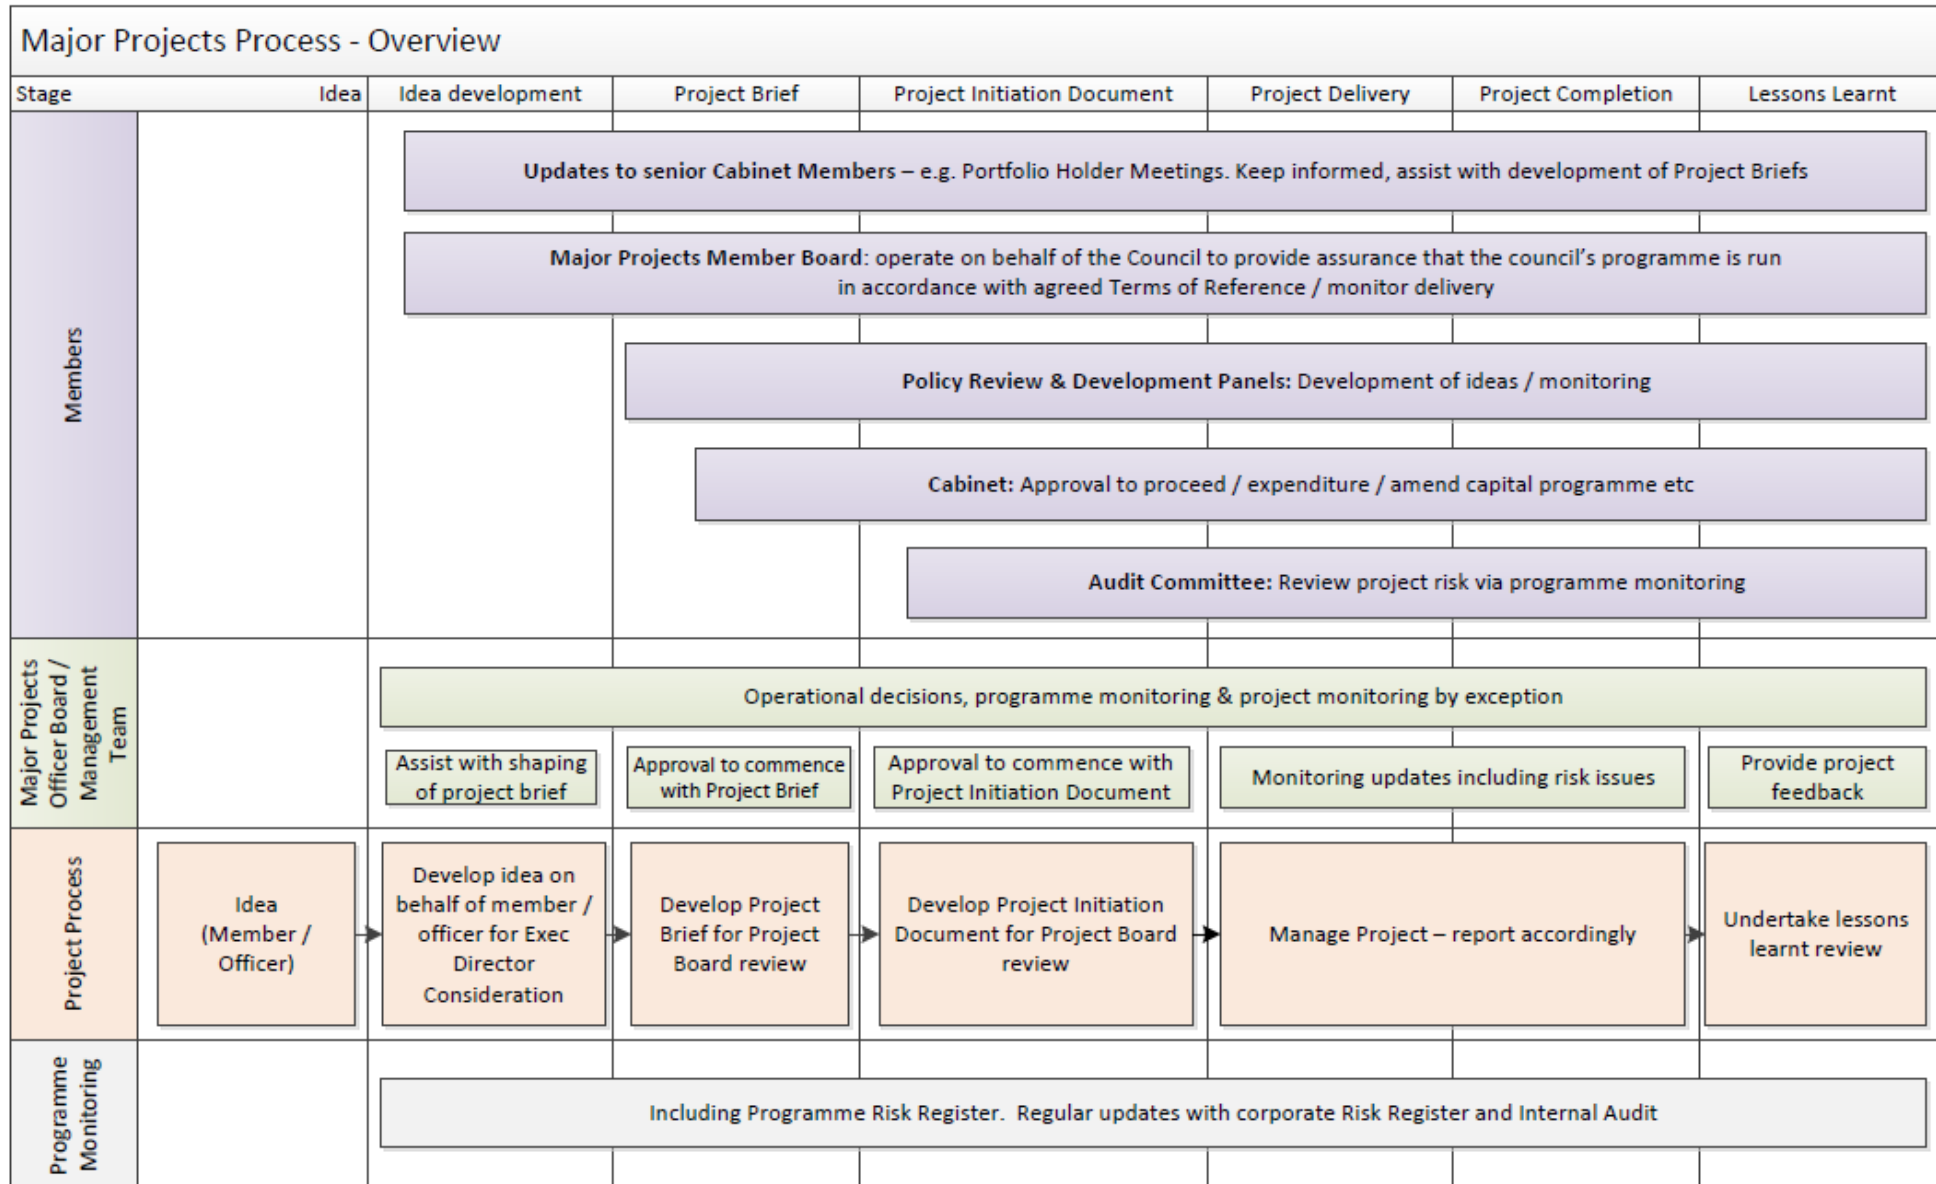 Major Projects Process - Overview
Stage
Idea
Idea development
Project Brief
Project Initiation Document
Project Delivery
Project Completion
Lessons Learnt
Members
Updates to senior Cabinet Members – e.g. Portfolio Holder Meetings. Keep informed, assist with development of Project Briefs
Major Projects Member Board: operate on behalf of the Council to provide assurance that the council's programme is run
in accordance with agreed Terms of Reference / monitor delivery
Policy Review & Development Panels: Development of ideas / monitoring
Cabinet: Approval to proceed / expenditure / amend capital programme etc
Audit Committee: Review project risk via programme monitoring
Major Projects
Officer Board /
Management
Team
Operational decisions, programme monitoring & project monitoring by exception
Assist with shaping
of project brief
Approval to commence
with Project Brief
Approval to commence with
Project Initiation Document
Monitoring updates including risk issues
Provide project
feedback
Project Process
Idea
(Member /
Officer)
Develop idea on
behalf of member /
officer for Exec
Director
Consideration
Develop Project
Brief for Project
Board review
Develop Project Initiation
Document for Project Board
review
Manage Project – report accordingly
Undertake lessons
learnt review
Programme
Monitoring
Including Programme Risk Register.  Regular updates with corporate Risk Register and Internal Audit